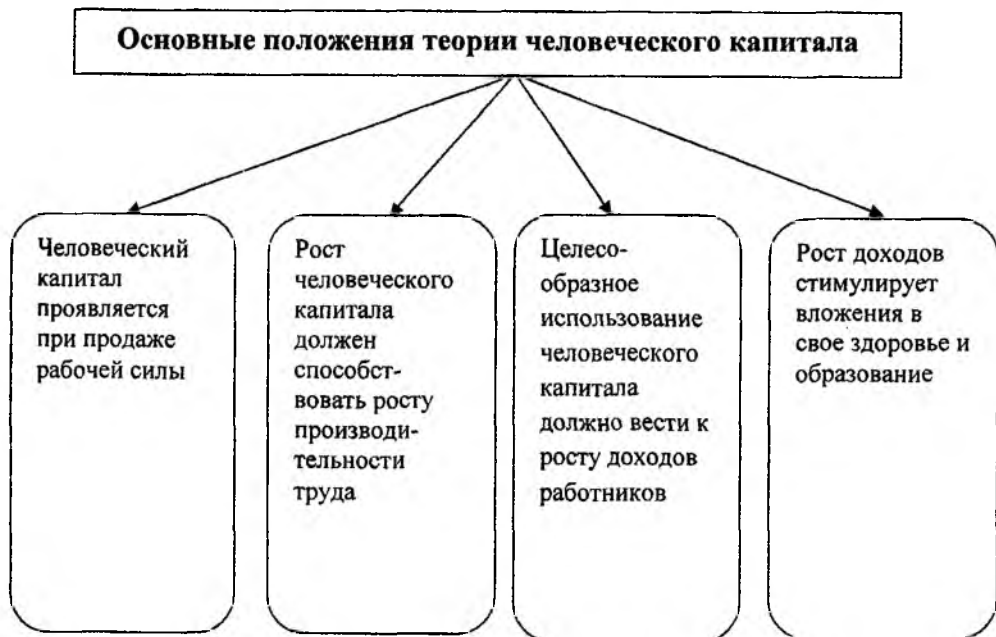 Основные положения теории человеческого капитала
Человеческий
капитал
проявляется
при продаже
рабочей силы
Рост
человеческого
капитала
должен
способст-
вовать росту
производи-
тельности
труда
Целесо-
образное
использование
человеческого
капитала
должно вести к
росту доходов
работников
Рост доходов
стимулирует
вложения в
свое здоровье и
образование